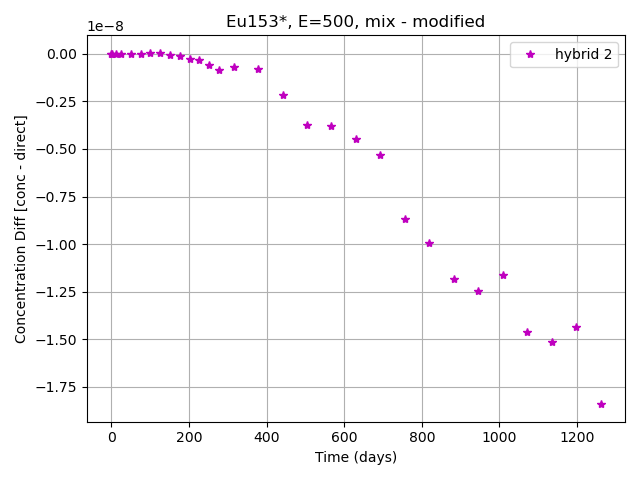 Eu153*, E=500, mix - modified
1e−8
hybrid 2
0.00
−0.25
−0.50
−0.75
−1.00
−1.25
−1.50
−1.75
Concentration Diff [conc - direct]
0 200 400 600 800 1000 1200
Time (days)